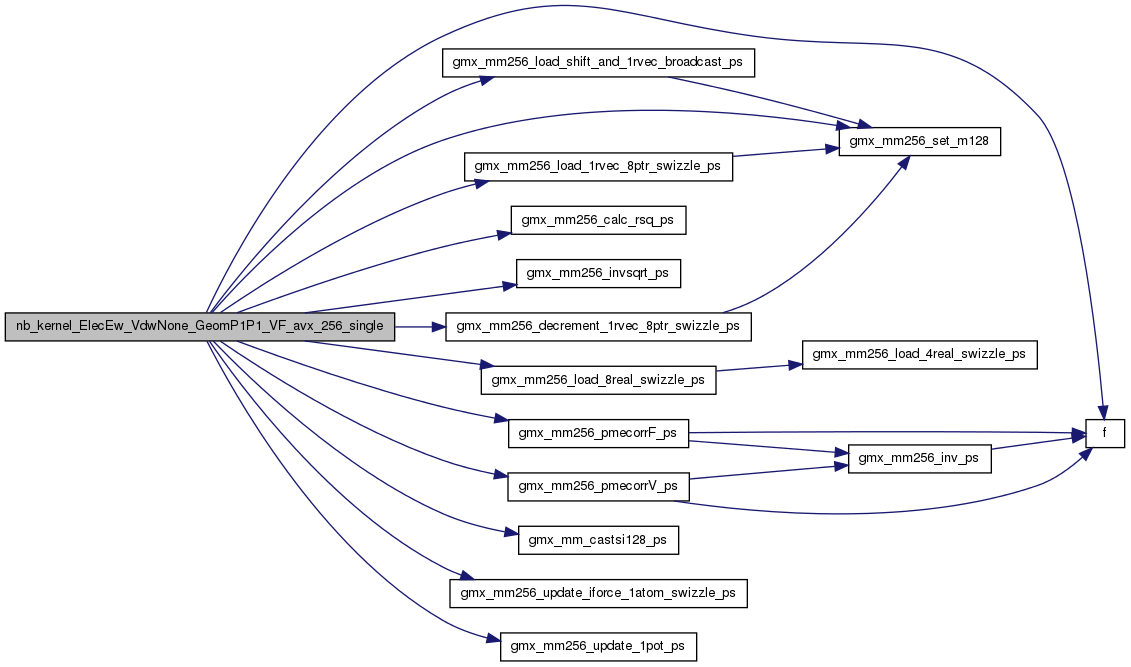 gmx_mm256_load_shift_and_1rvec_broadcast_ps
gmx_mm256_set_m128
gmx_mm256_load_1rvec_8ptr_swizzle_ps
gmx_mm256_calc_rsq_ps
gmx_mm256_invsqrt_ps
nb_kernel_ElecEw_VdwNone_GeomP1P1_VF_avx_256_single
gmx_mm256_decrement_1rvec_8ptr_swizzle_ps
gmx_mm256_load_4real_swizzle_ps
gmx_mm256_load_8real_swizzle_ps
gmx_mm256_pmecorrF_ps
f
gmx_mm256_inv_ps
gmx_mm256_pmecorrV_ps
gmx_mm_castsi128_ps
gmx_mm256_update_iforce_1atom_swizzle_ps
gmx_mm256_update_1pot_ps